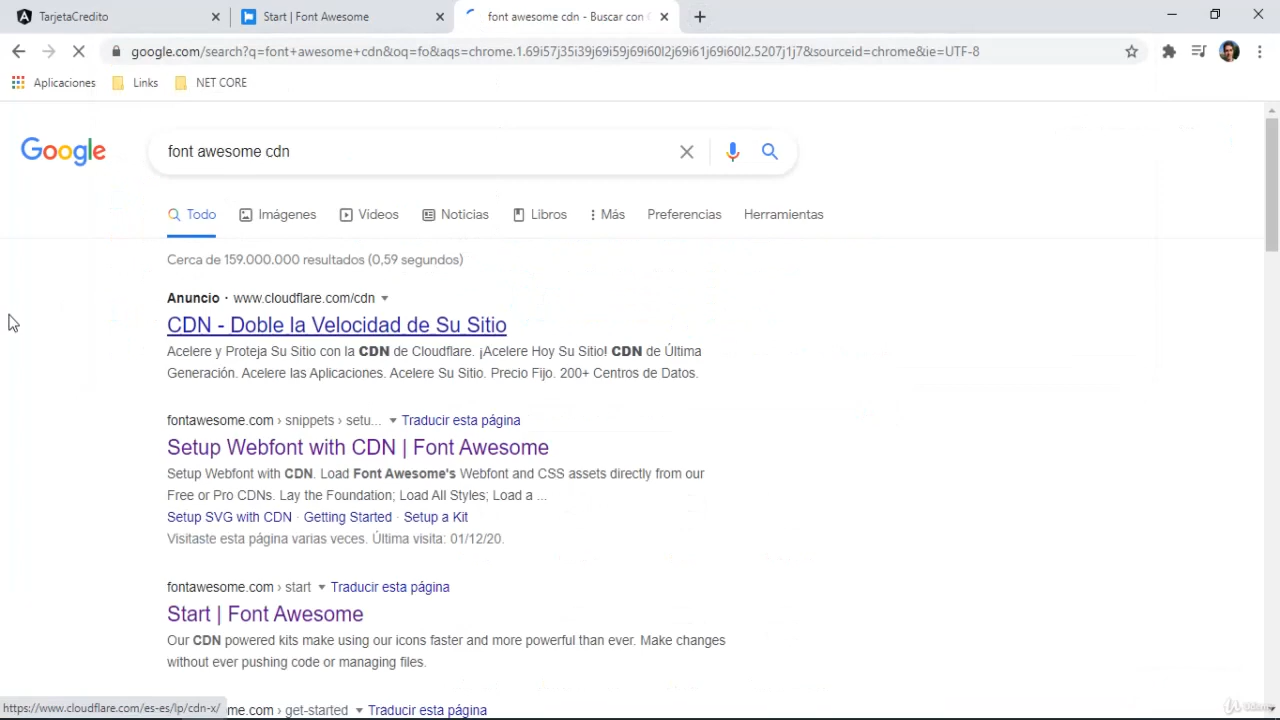 TarjetaCredito
Start | Font Awesome
font awesome cdn - Buscar con G
google.com/search?q=font+awesome+cdn&oq=fo&aqs=chrome.1.69i57j35i39j69i59j69i60l2j69i61j69i60l2.5207j1j7&sourceid=chrome&ie=UTF-8
Aplicaciones
Links
NET CORE
Google
font awesome cdn
Todo
Imágenes
Videos
Noticias
Libros
Más
Preferencias
Herramientas
Cerca de 159.000.000 resultados (0,59 segundos)
Anuncio · www.cloudflare.com/cdn
CDN - Doble la Velocidad de Su Sitio
Acelere y Proteja Su Sitio con la CDN de Cloudflare. ¡Acelere Hoy Su Sitio! CDN de Última
Generación. Acelere las Aplicaciones. Acelere Su Sitio. Precio Fijo. 200+ Centros de Datos.
fontawesome.com › snippets › setu... Traducir esta página
Setup Webfont with CDN | Font Awesome
Setup Webfont with CDN. Load Font Awesome's Webfont and CSS assets directly from our
Free or Pro CDNs. Lay the Foundation; Load All Styles; Load a ...
Setup SVG with CDN · Getting Started · Setup a Kit
Visitaste esta página varias veces. Última visita: 01/12/20.
fontawesome.com › start Traducir esta página
Start | Font Awesome
Our CDN powered kits make using our icons faster and more powerful than ever. Make changes
without ever pushing code or managing files.
https://www.cloudflare.com/es-es/lp/cdn-x/
me.com › get-started Traducir esta página
Udemy